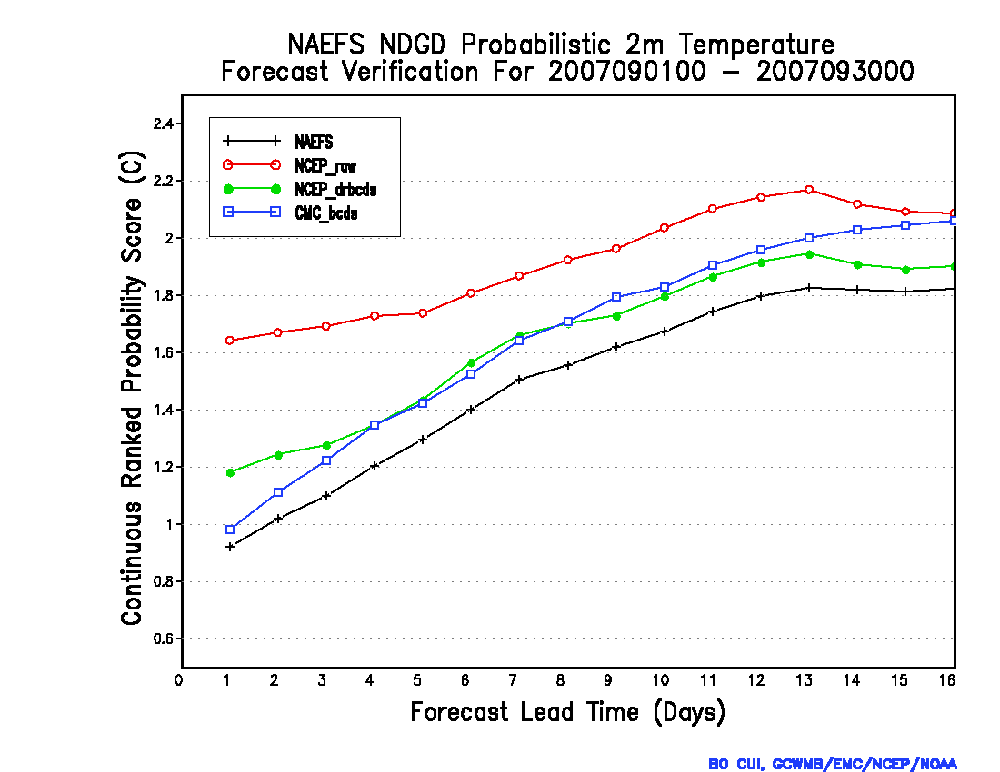 NAEFS NDGD Probabilistic 2m Temperature
Forecast Verification For 2007090100 – 2007093000
Continuous Ranked Probability Score (C)
2.4
2.2
2
1.8
1.6
1.4
1.2
1
0.8
0.6
NAEFS
NCEP_raw
NCEP_drbcds
CMC_bcds
0 1 2 3 4 5 6 7 8 9 10 11 12 13 14 15 16
Forecast Lead Time (Days)
BO CUI, GCWMB/EMC/NCEP/NOAA